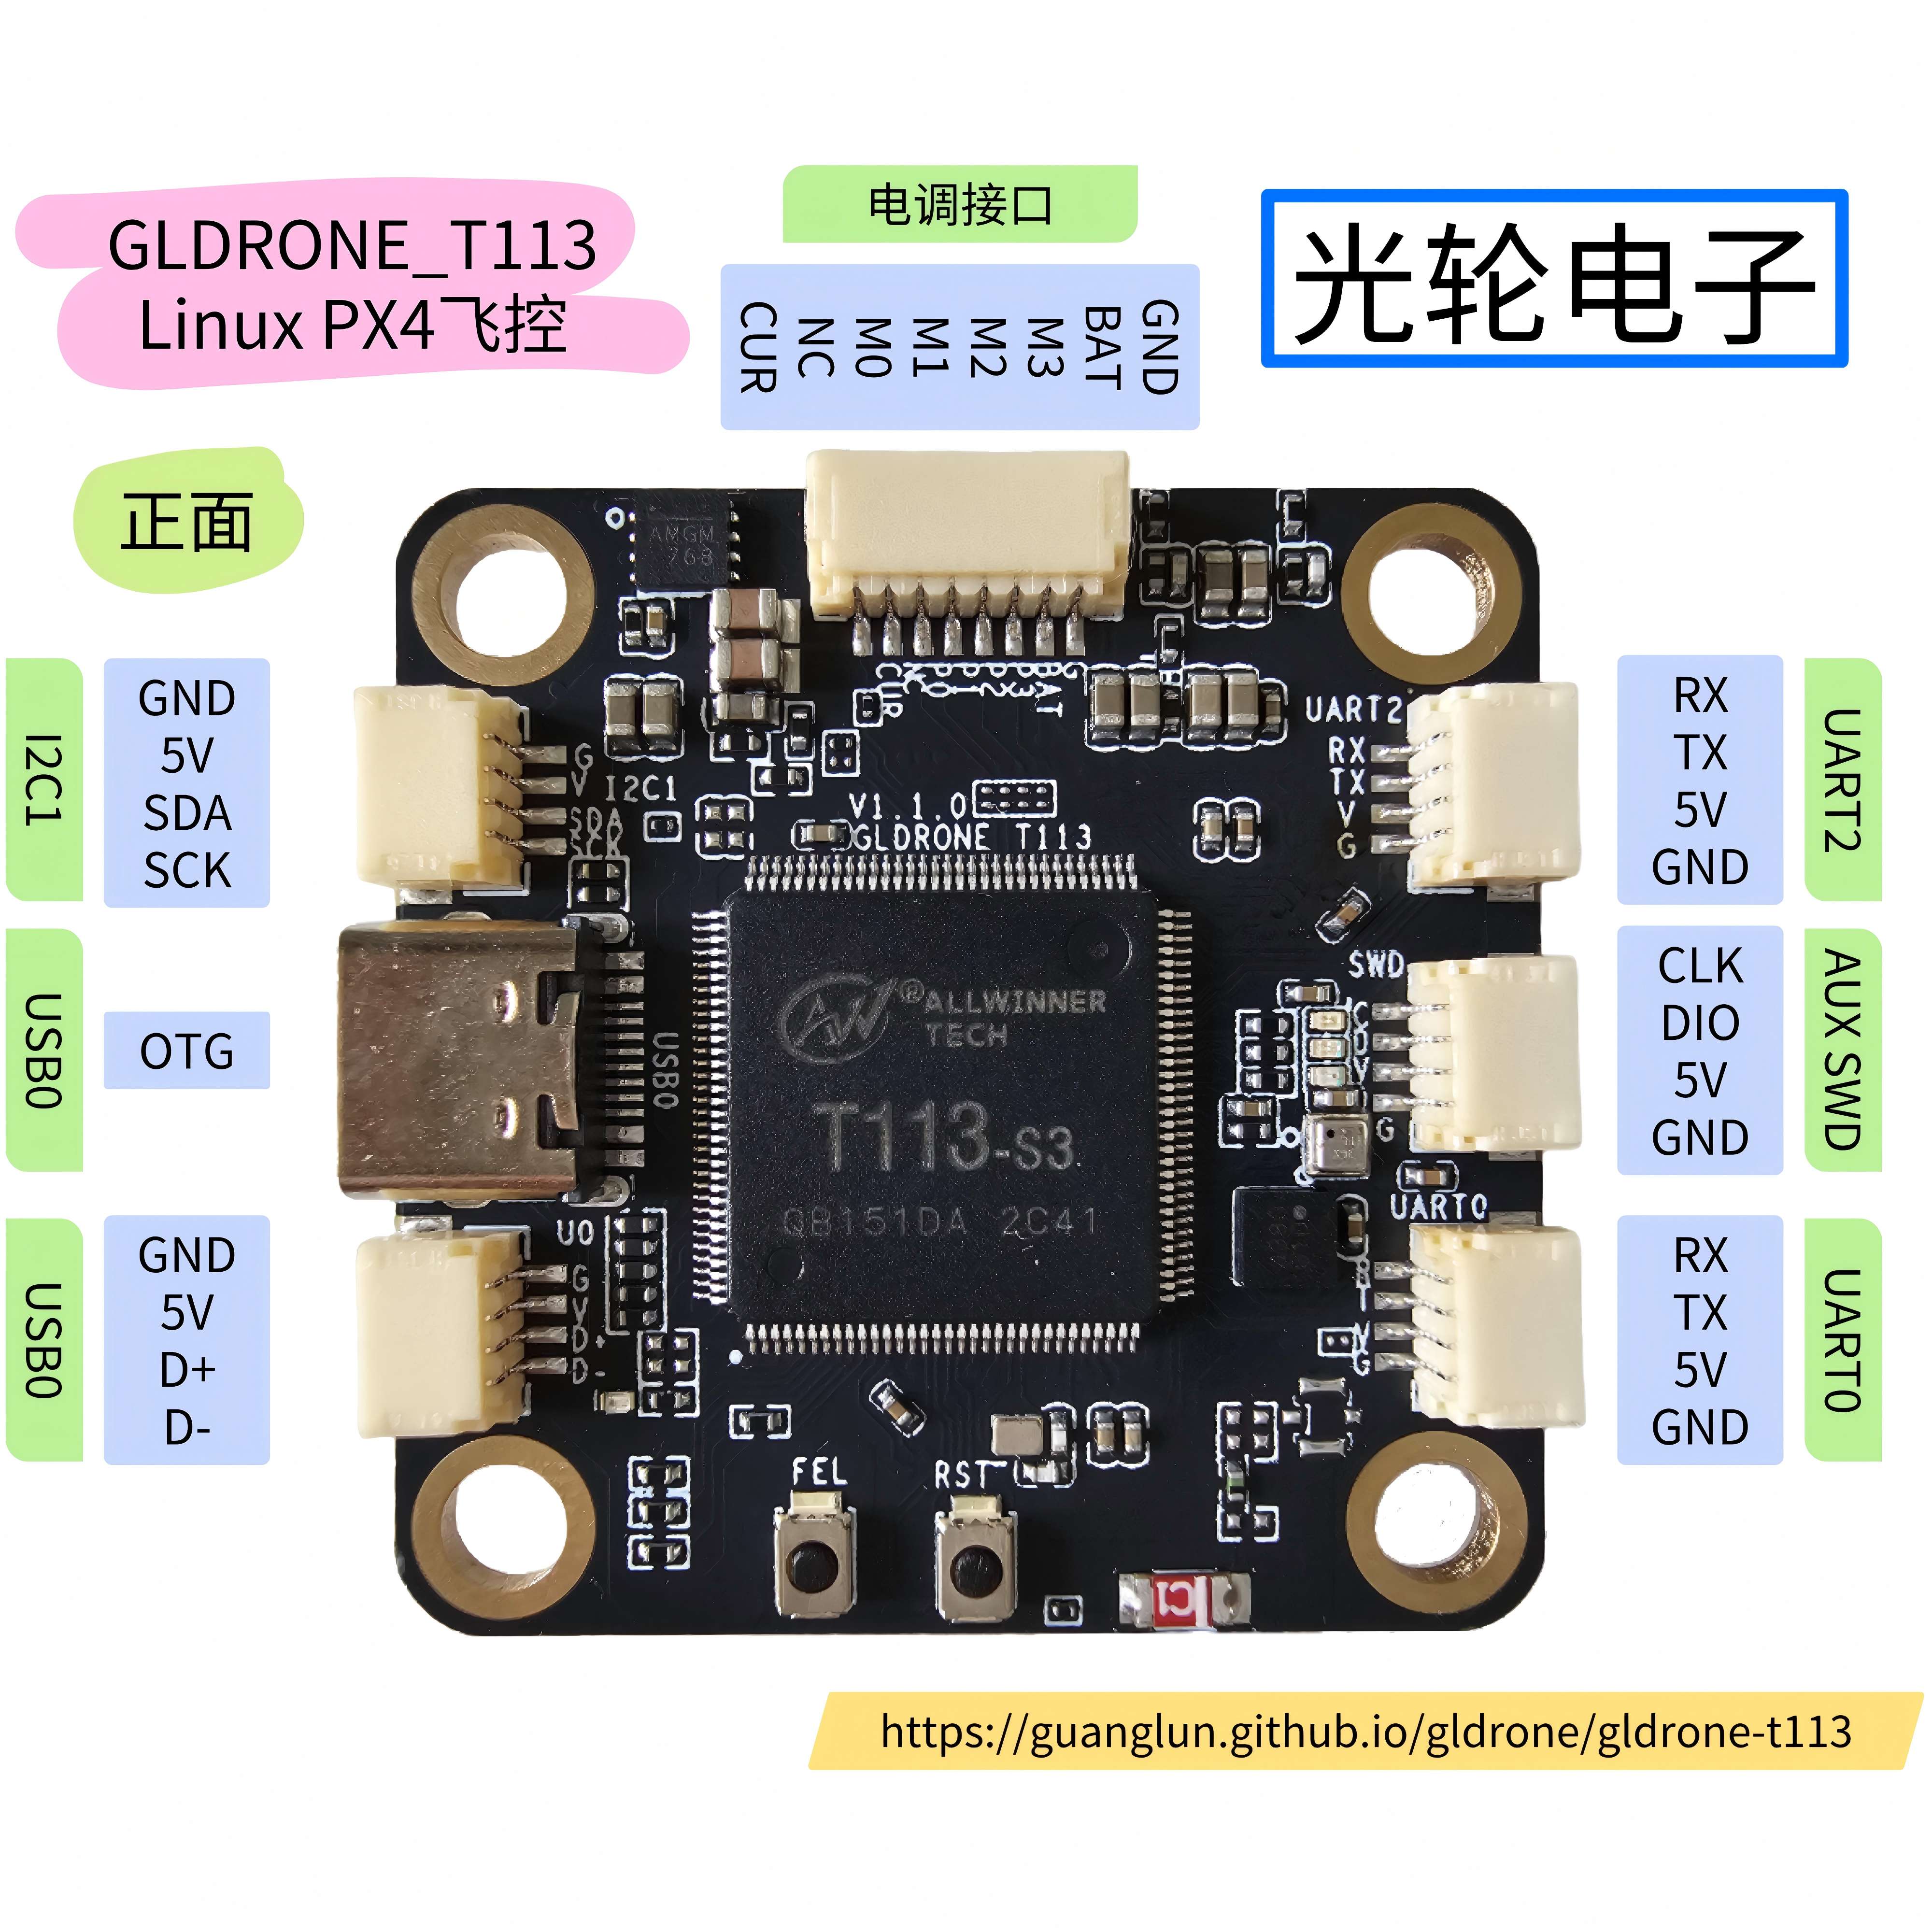 GLDRONE_T113
Linux PX4飞控
电调接口
CUR
NC
M0
M1
M2
M3
BAT
GND
光轮电子
正面
I2C1
GND
5V
SDA
SCK
USB0
OTG
USB0
GND
5V
D+
D-
RX
TX
5V
GND
UART2
CLK
DIO
5V
GND
AUX SWD
RX
TX
5V
GND
UART0
AMGM
768
G
V
I2C1
SDA
SCK
UART2
RX
TX
V
G
V1.1.0
GLDRONE T113
SWD
G
AW® ALLWINNER
TECH
T113-S3
QB151DA 2C41
USB0
U0
G
V
D+
D-
UART0
G
FEL
RST
C1
https://guanglun.github.io/gldrone/gldrone-t113